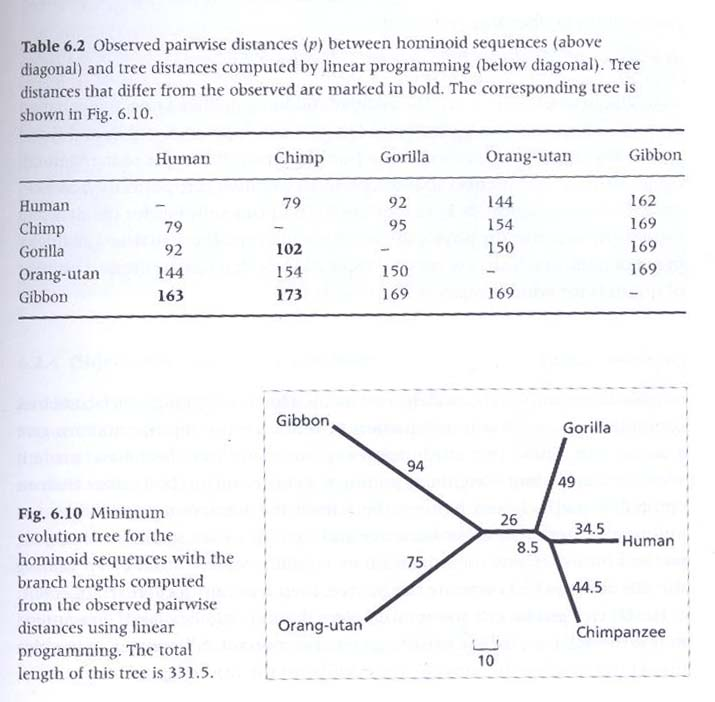 Table 6.2 Observed pairwise distances (p) between hominoid sequences (above
diagonal) and tree distances computed by linear programming (below diagonal). Tree
distances that differ from the observed are marked in bold. The corresponding tree is
shown in Fig. 6.10.
Human Chimp Gorilla Orang-utan Gibbon
Human – 79 92 144 162
Chimp 79 – 95 154 169
Gorilla 92 102 – 150 169
Orang-utan 144 154 150 169
Gibbon 163 173 169 169 –
Gibbon
Gorilla
94
49
26
34.5
Human
8.5
75
44.5
Orang-utan
Chimpanzee
10
Fig. 6.10 Minimum
evolution tree for the
hominoid sequences with the
branch lengths computed
from the observed pairwise
distances using linear
programming. The total
length of this tree is 331.5.